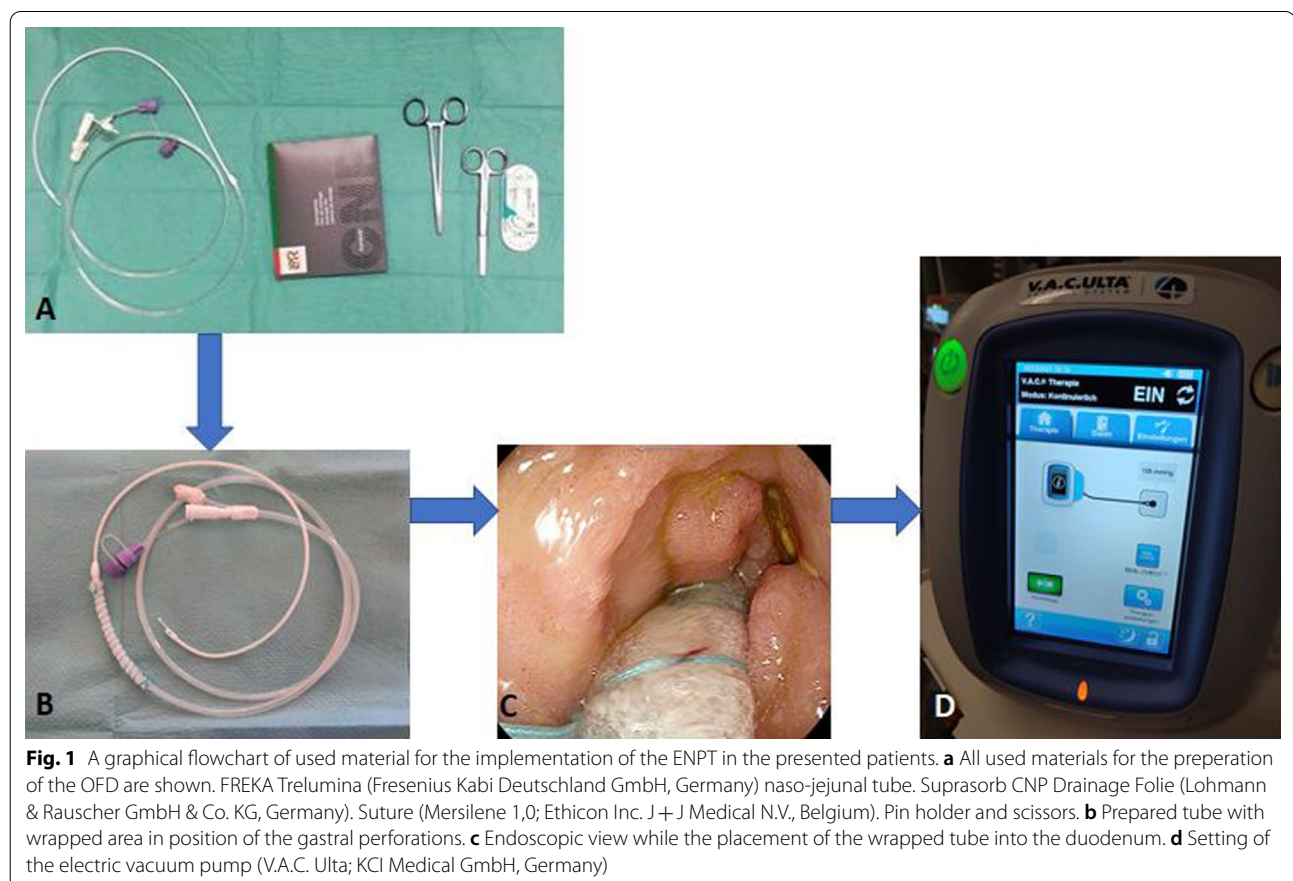 CNP
L&R
A
B
C
D
V.A.C.ULTA
V.A.C.® Therapie
Modus: Kontinuierlich
EIN
Therapie
Daten
Einstellungen
?
Fig. 1 A graphical flowchart of used material for the implementation of the ENPT in the presented patients. a All used materials for the preperation
of the OFD are shown. FREKA Trelumina (Fresenius Kabi Deutschland GmbH, Germany) naso-jejunal tube. Suprasorb CNP Drainage Folie (Lohmann
& Rauscher GmbH & Co. KG, Germany). Suture (Mersilene 1,0; Ethicon Inc. J + J Medical N.V., Belgium). Pin holder and scissors. b Prepared tube with
wrapped area in position of the gastral perforations. c Endoscopic view while the placement of the wrapped tube into the duodenum. d Setting of
the electric vacuum pump (V.A.C. Ulta; KCI Medical GmbH, Germany)